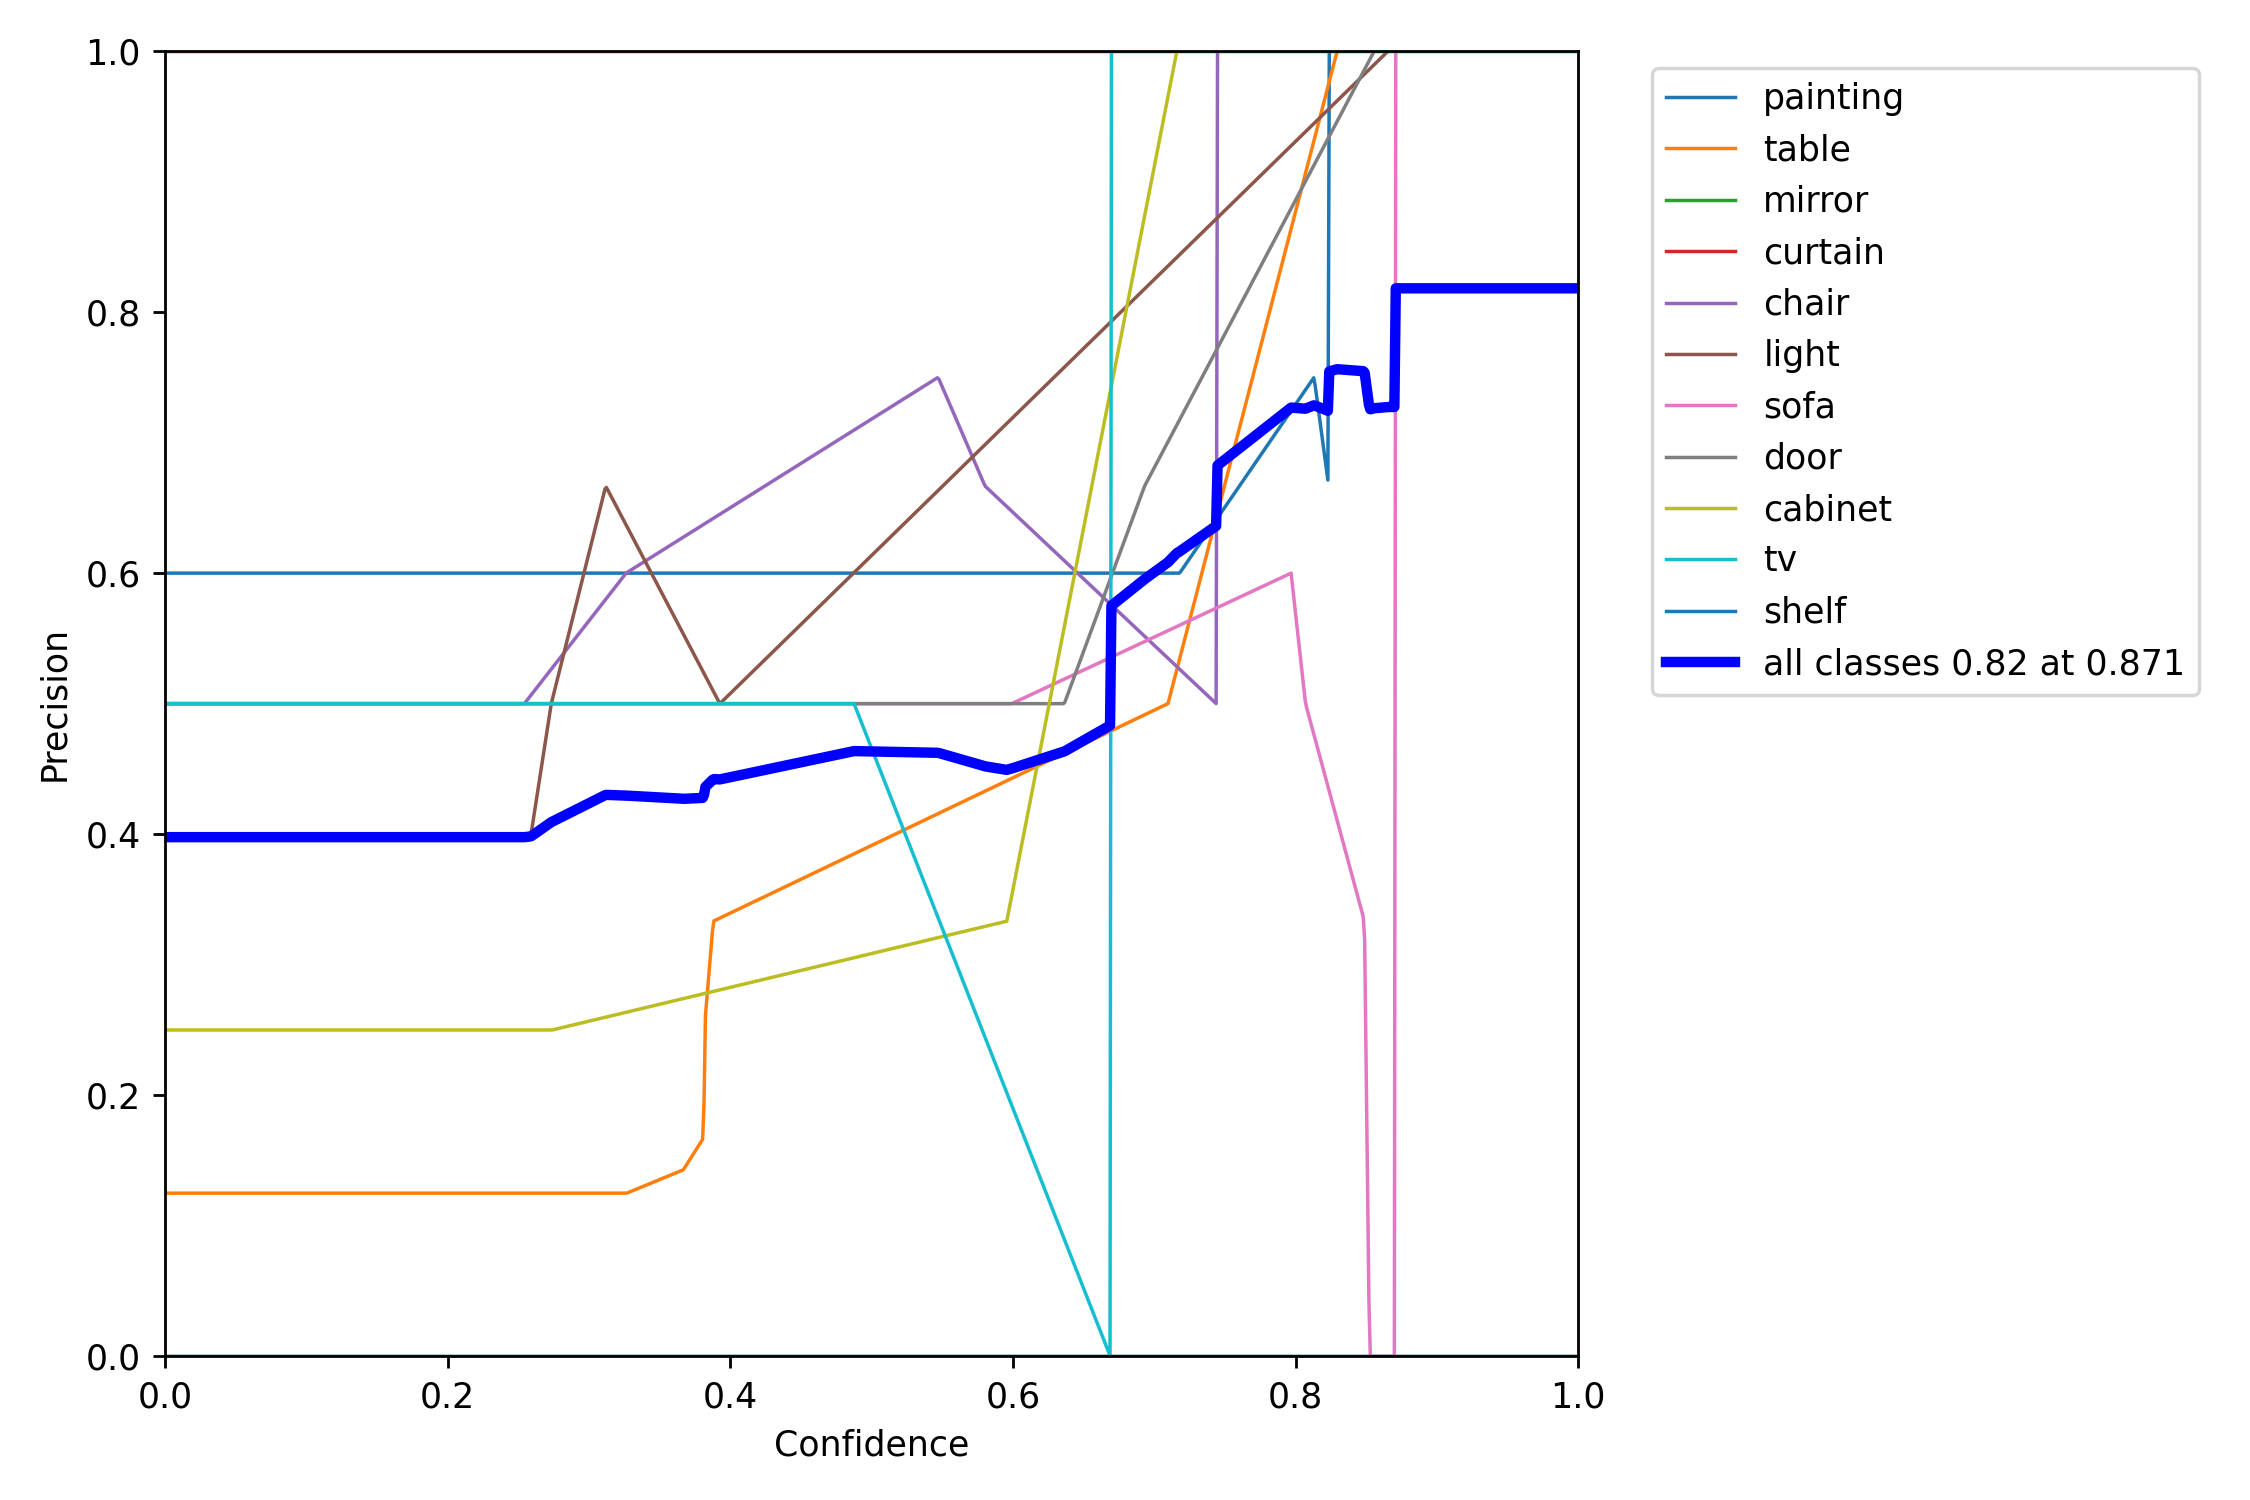 1.0
0.8
0.6
0.4
0.2
0.0
Precision
0.0 0.2 0.4 0.6 0.8 1.0
Confidence
painting
table
mirror
curtain
chair
light
sofa
door
cabinet
tv
shelf
all classes 0.82 at 0.871